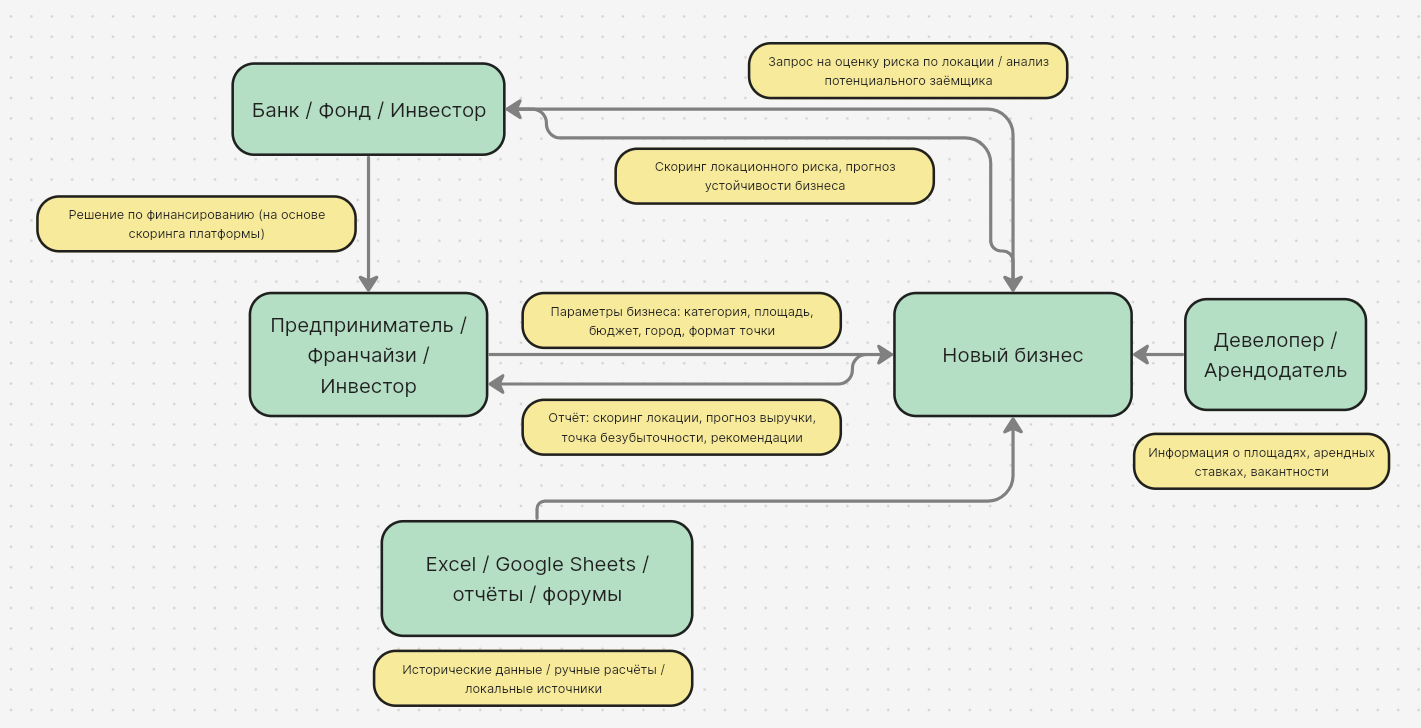 Запрос на оценку риска по локации / анализ
потенциального заёмщика
Банк / Фонд / Инвестор
Скоринг локационного риска, прогноз
устойчивости бизнеса
Решение по финансированию (на основе
скоринга платформы)
Предприниматель /
Франчайзи /
Инвестор
Параметры бизнеса: категория, площадь,
бюджет, город, формат точки
Новый бизнес
Девелопер /
Арендодатель
Отчёт: скоринг локации, прогноз выручки,
точка безубыточности, рекомендации
Информация о площадях, арендных
ставках, вакантности
Excel / Google Sheets /
отчёты / форумы
Исторические данные / ручные расчёты /
локальные источники